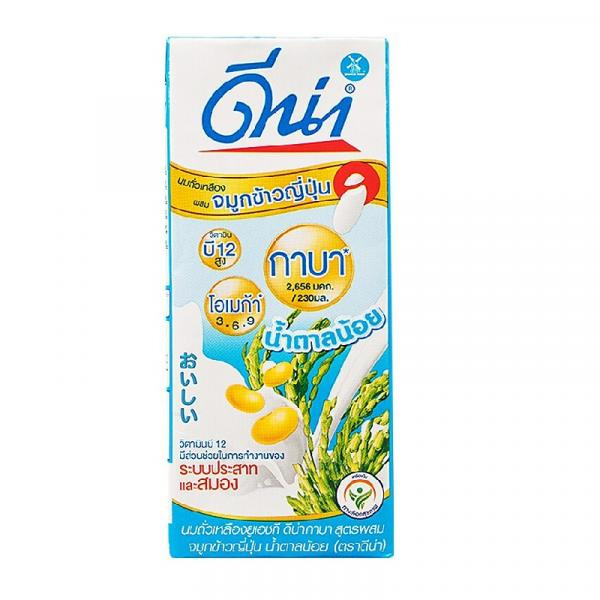 ดีน่า®
นมถั่วเหลือง
ผสม จมูกข้าวญี่ปุ่น
วิตามิน
บี12
สูง
กาบา*
2,656 มคก.
/230มล.
โอเมก้า*
3•6•9
น้ำตาลน้อย
おいしい
วิตามินบี 12
มีส่วนช่วยในการทำงานของ
ระบบประสาท
และสมอง
นมถั่วเหลืองยูเอชที ดีน่ากาบา สูตรผสม
จมูกข้าวญี่ปุ่น น้ำตาลน้อย (ตราดีน่า)